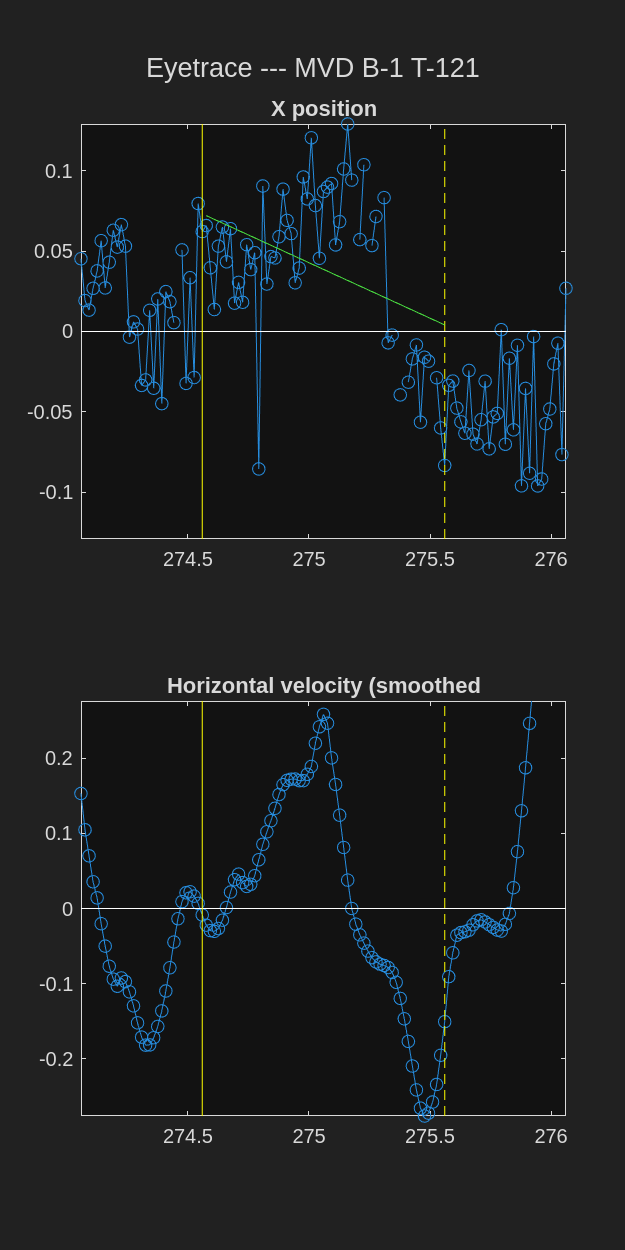 Eyetrace --- MVD B-1 T-121
X position
0.1
0.05
0
-0.05
-0.1
274.5 275 275.5 276
Horizontal velocity (smoothed
0.2
0.1
0
-0.1
-0.2
274.5 275 275.5 276